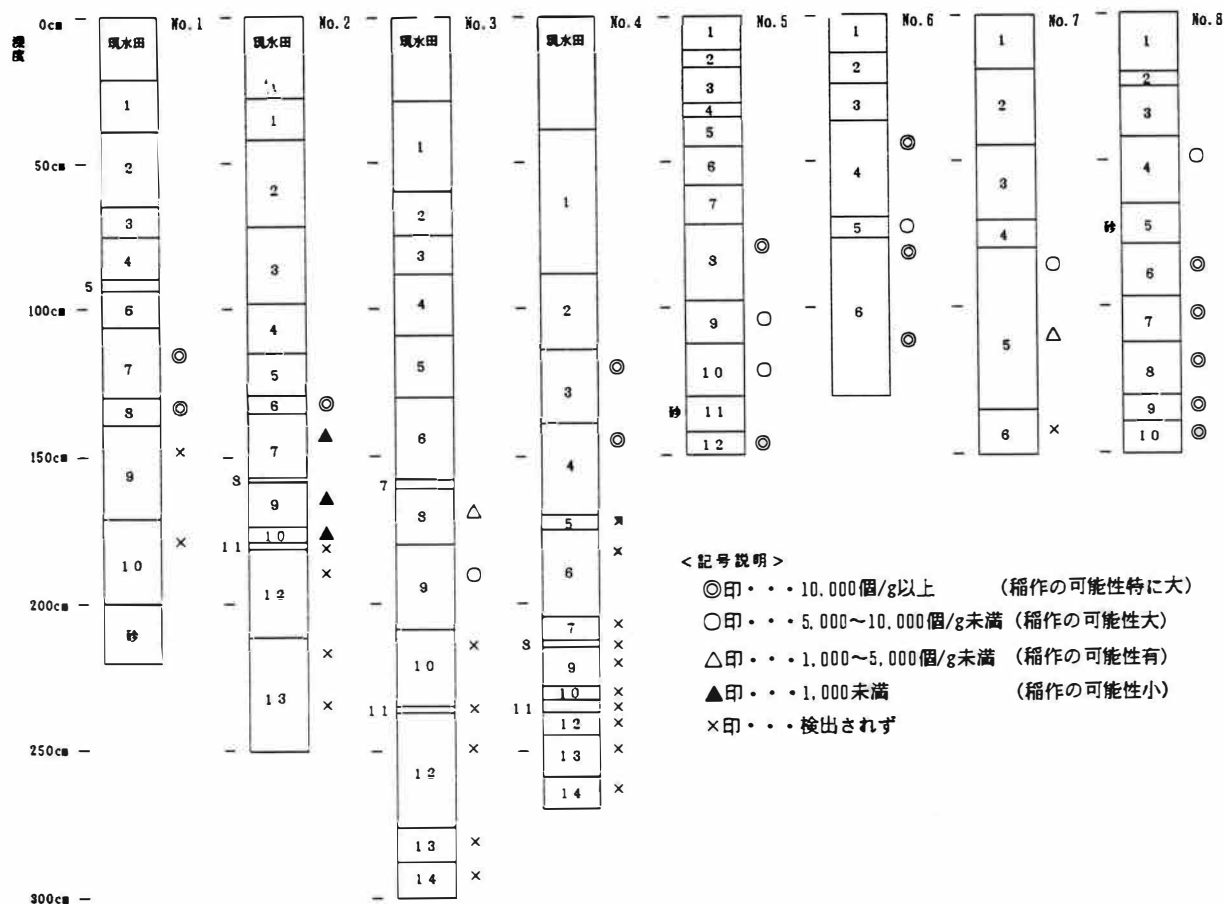 0cm
深度
50cm
100cm
150cm
200cm
250cm
300cm
No.1
現水田
1
2
3
4
5
6
7 ◎
8 ◎
9 ×
10 ×
砂
No.2
現水田
1
2
3
4
5
6 ◎
7 ▲
8
9 ▲
10 ▲
11 ×
12 ×
13 × ×
No.3
現水田
1
2
3
4
5
6
7
8 △
9 ○
10 ×
11 ×
12 ×
13 ×
14 ×
No.4
現水田
1
2
3 ◎
4 ◎
5 ×
6 ×
7 ×
8 ×
9 ×
10 ×
11 ×
12 ×
13 ×
14 ×
No.5
1
2
3
4
5
6
7
8 ◎
9 ○
10 ○
砂 11
12 ◎
No.6
1
2
3
4 ◎
5 ○
6 ◎ ◎
No.7
1
2
3
4
5 ○ △
6 ×
No.8
1
2
3
4 ○
砂 5
6 ◎
7 ◎
8 ◎
9 ◎
10 ◎
<記号説明>
◎印・・・10,000個/g以上 (稲作の可能性特に大)
○印・・・5,000～10,000個/g未満 (稲作の可能性大)
△印・・・1,000～5,000個/g未満 (稲作の可能性有)
▲印・・・1,000未満 (稲作の可能性小)
×印・・・検出されず